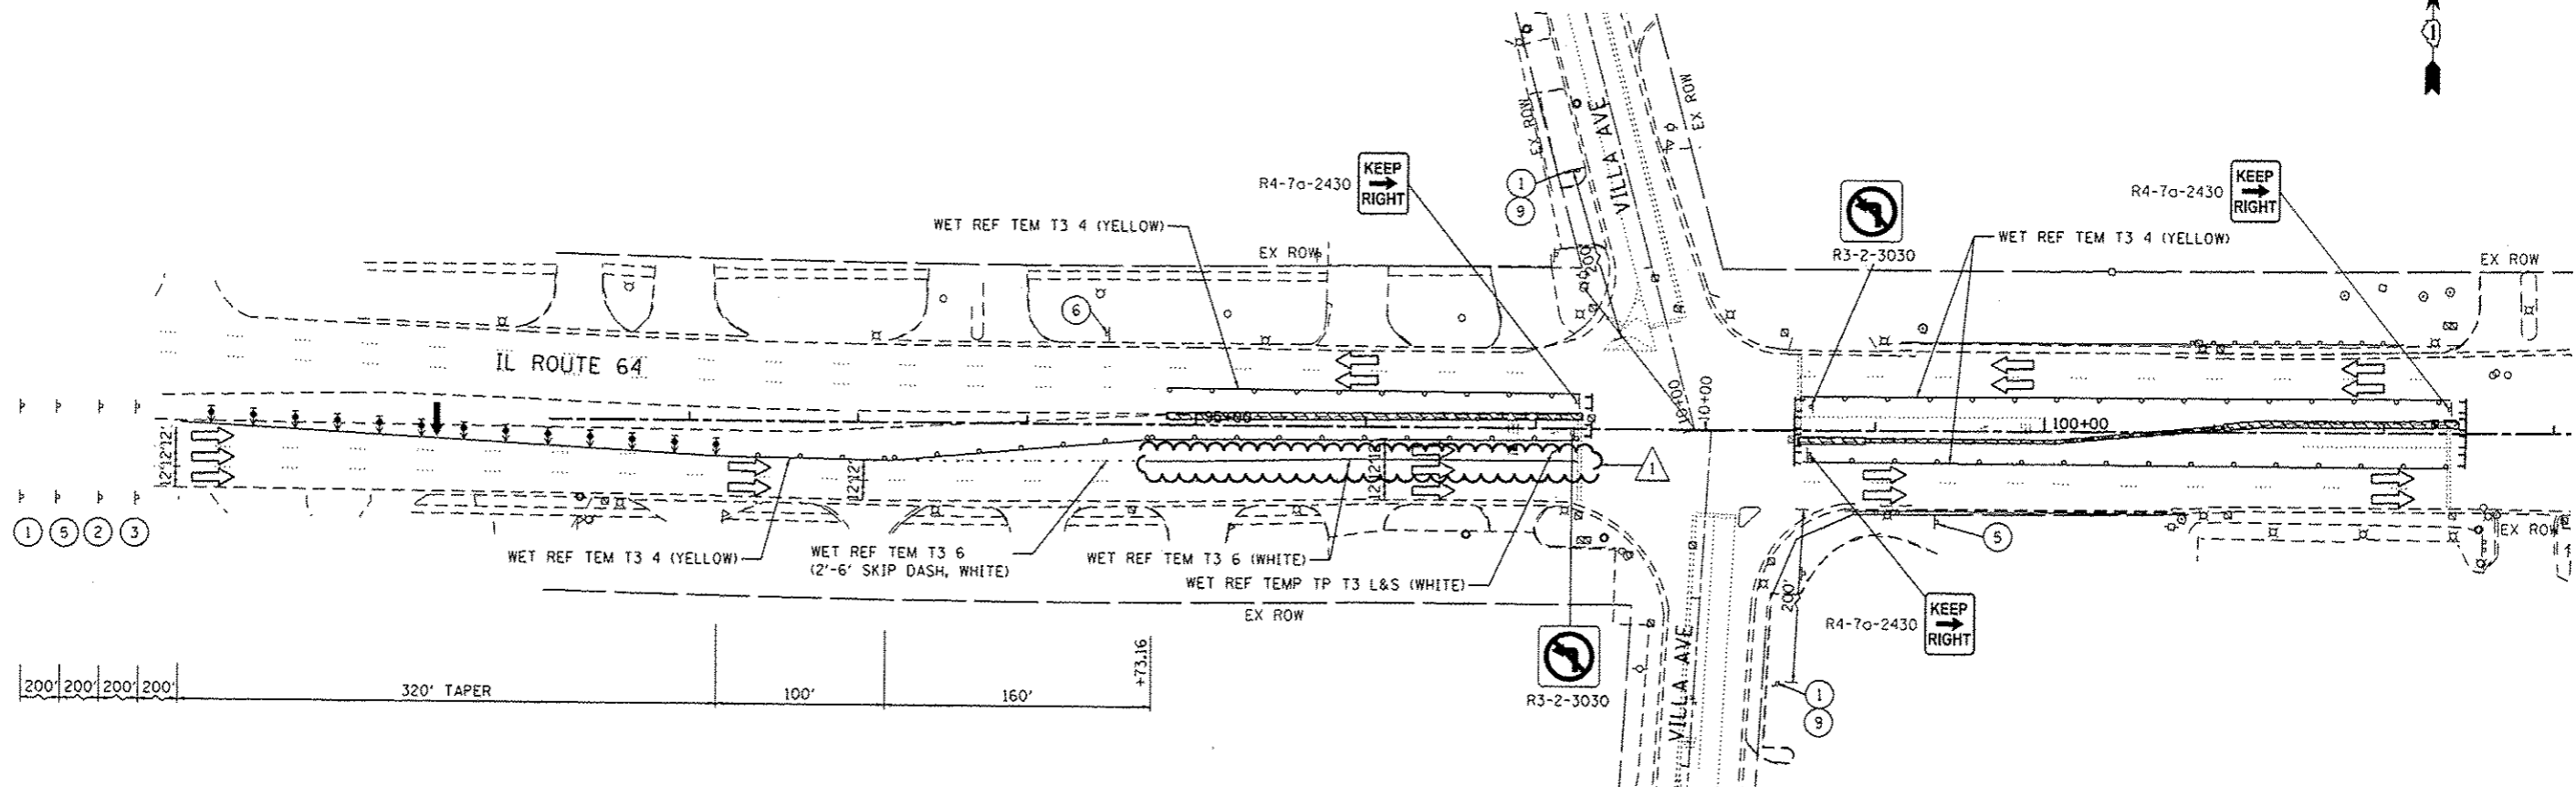 1
EX ROW
EX ROW
VILLA AVE
KEEP
RIGHT
R4-7a-2430
1
9
R3-2-3030
KEEP
RIGHT
R4-7a-2430
WET REF TEM T3 4 (YELLOW)
WET REF TEM T3 4 (YELLOW)
EX ROW
EX ROW
200'
6
IL ROUTE 64
10+00
10+00
96+00
100+00
12'12'12'
12'12'
12'12'12'
1
1
5
2
3
WET REF TEM T3 4 (YELLOW)
WET REF TEM T3 6
(2'-6' SKIP DASH, WHITE)
WET REF TEM T3 6 (WHITE)
WET REF TEMP TP T3 L&S (WHITE)
5
EX ROW
EX ROW
200'
R4-7a-2430
KEEP
RIGHT
VILLA AVE
R3-2-3030
1
9
200'
200'
200'
200'
320' TAPER
100'
160'
+73.16